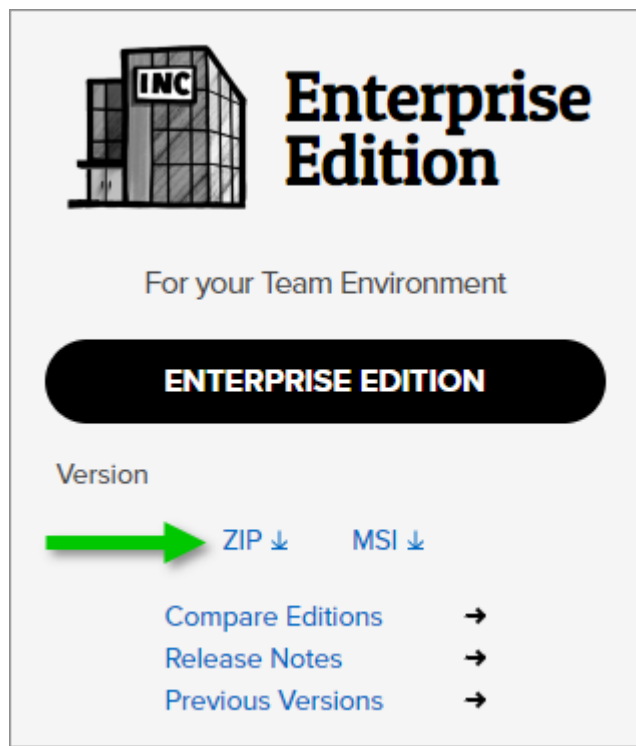 INC
Enterprise
Edition
For your Team Environment
ENTERPRISE EDITION
Version
ZIP MSI
Compare Editions
Release Notes
Previous Versions